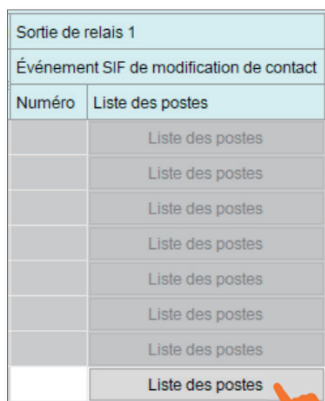 Sortie de relais 1
Événement SIF de modification de contact
Numéro Liste des postes
Liste des postes
Liste des postes
Liste des postes
Liste des postes
Liste des postes
Liste des postes
Liste des postes
Liste des postes